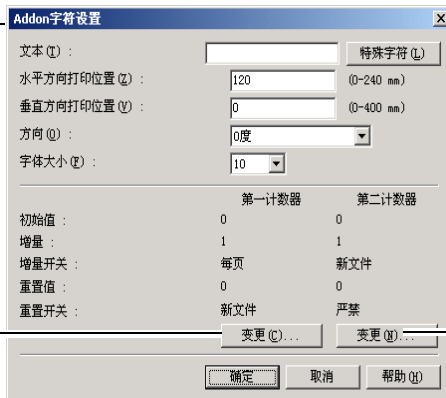 Addon字符设置
文本(T) : 特殊字符(L)
水平方向打印位置(Z) : 120 (0-240 mm)
垂直方向打印位置(V) : 0 (0-400 mm)
方向(O) : 0度
字体大小(F) : 10
第一计数器 第二计数器
初始值 : 0 0
增量 : 1 1
增量开关 : 每页 新文件
重置值 : 0 0
重置开关 : 新文件 严禁
变更(C)... 变更(N)...
确定 取消 帮助(H)